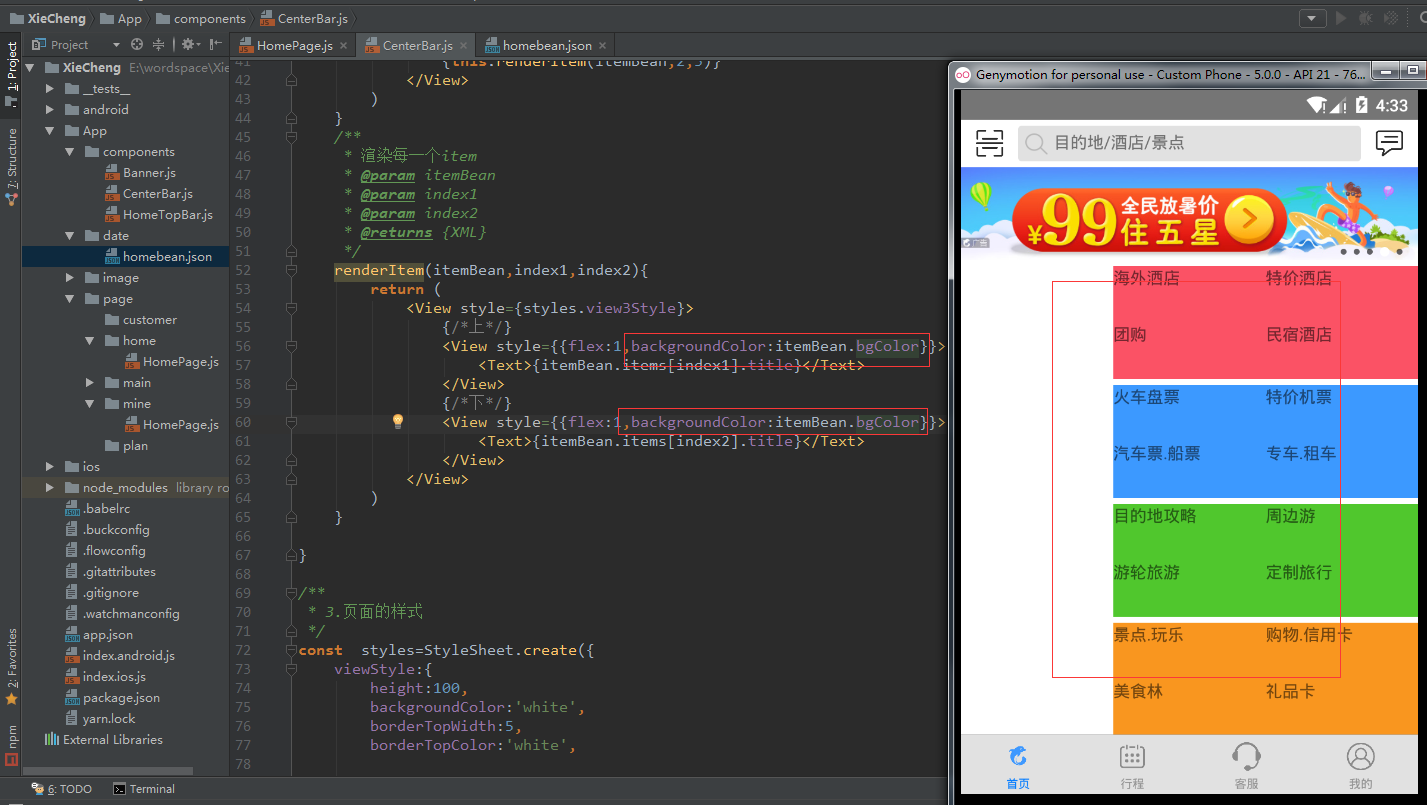 XieCheng App components CenterBar.js
Project
HomePage.js
CenterBar.js
homebean.json
1: Project
7: Structure
2: Favorites
npm
XieCheng E:\wordspace\Xie
__tests__
android
App
components
Banner.js
CenterBar.js
HomeTopBar.js
date
homebean.json
image
page
customer
home
HomePage.js
main
mine
HomePage.js
plan
ios
node_modules library ro
.babelrc
.buckconfig
.flowconfig
.gitattributes
.gitignore
.watchmanconfig
app.json
index.android.js
index.ios.js
package.json
yarn.lock
External Libraries
41 {this.renderItem(itemBean,2,3)}
42 </View>
43 )
44 }
45 /**
46 * 渲染每一个item
47 * @param itemBean
48 * @param index1
49 * @param index2
50 * @returns {XML}
51 */
52 renderItem(itemBean,index1,index2){
53 return (
54 <View style={styles.view3Style}>
55 {/*上*/}
56 <View style={{flex:1,backgroundColor:itemBean.bgColor}}>
57 <Text>{itemBean.items[index1].title}</Text>
58 </View>
59 {/*下*/}
60 <View style={{flex:1,backgroundColor:itemBean.bgColor}}>
61 <Text>{itemBean.items[index2].title}</Text>
62 </View>
63 </View>
64 )
65 }
66
67 }
68
69 /**
70 * 3.页面的样式
71 */
72 const styles=StyleSheet.create({
73 viewStyle:{
74 height:100,
75 backgroundColor:'white',
76 borderTopWidth:5,
77 borderTopColor:'white',
78
6: TODO Terminal
Genymotion for personal use - Custom Phone - 5.0.0 - API 21 - 76...
4:33
目的地/酒店/景点
¥99 全民放暑价
住五星
广告
海外酒店 特价酒店
团购 民宿酒店
火车盘票 特价机票
汽车票.船票 专车.租车
目的地攻略 周边游
游轮旅游 定制旅行
景点.玩乐 购物.信用卡
美食林 礼品卡
首页 行程 客服 我的